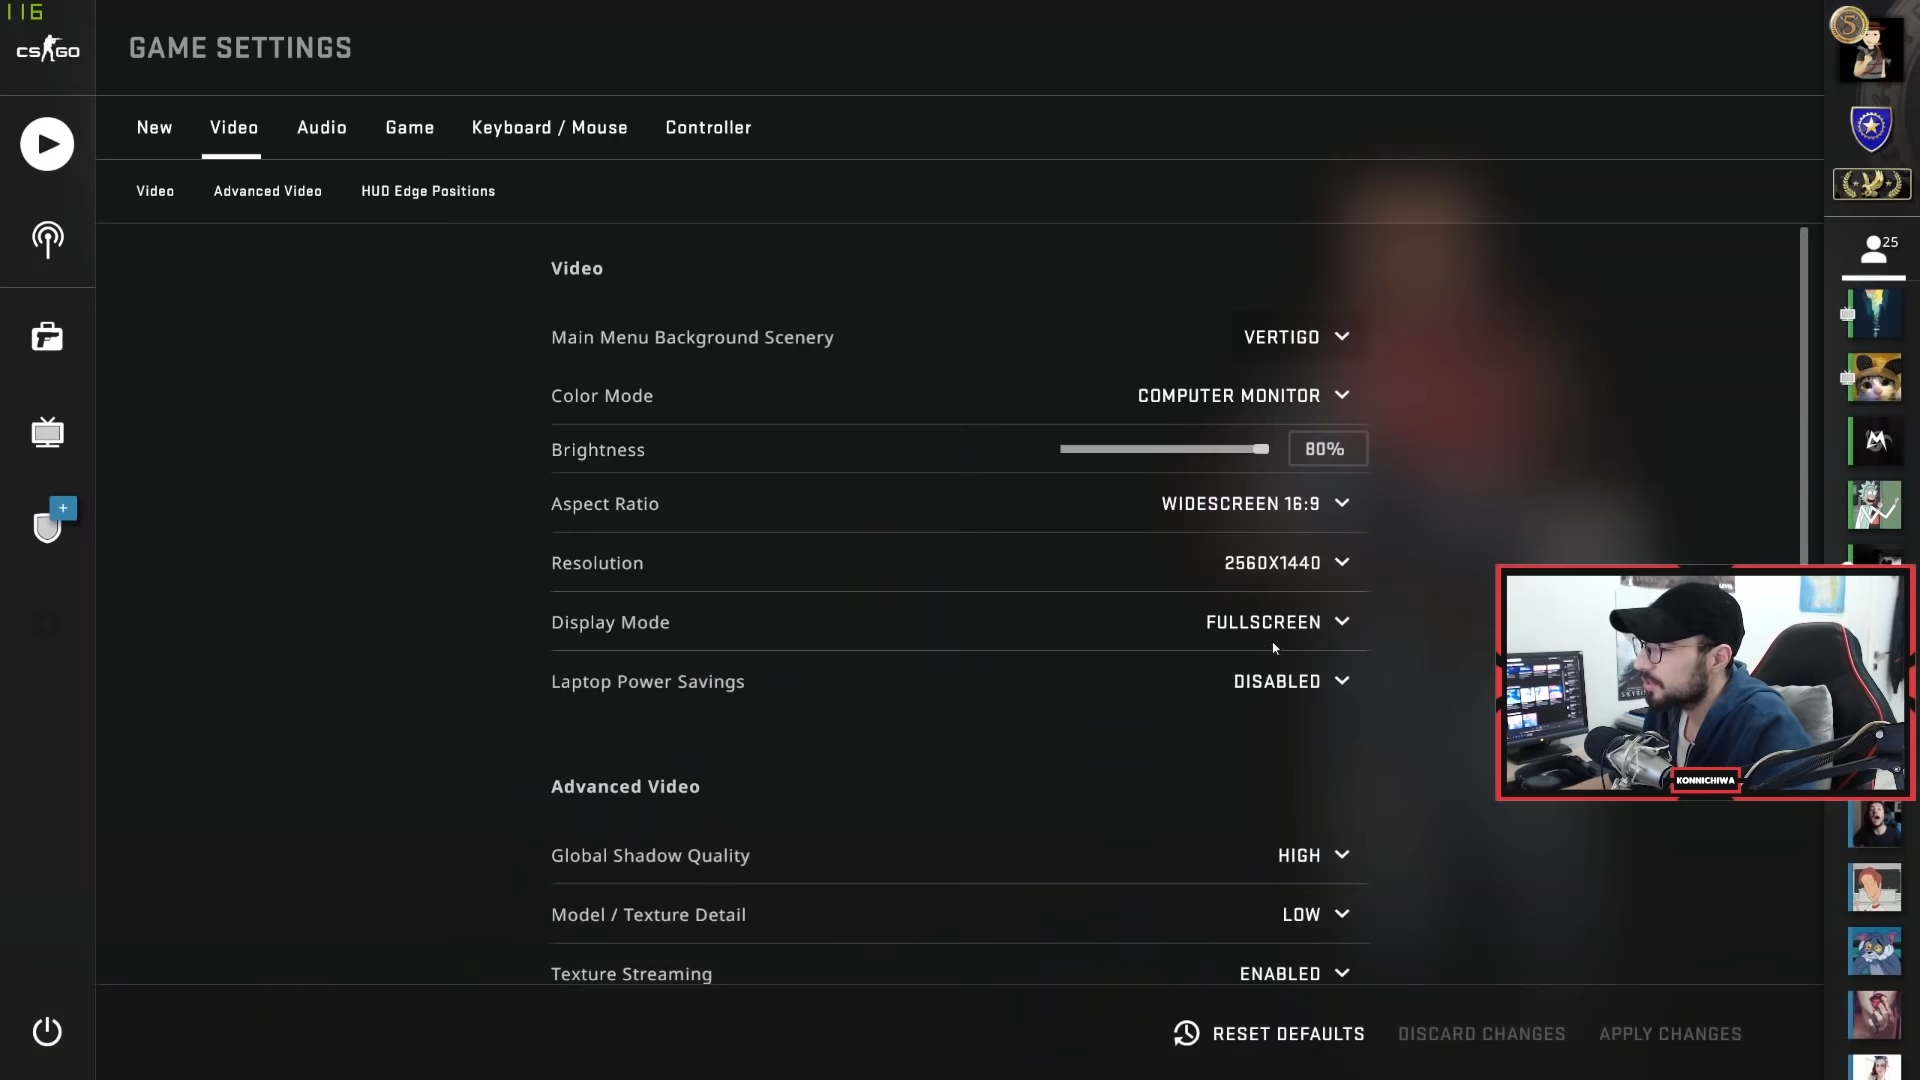 116
CS GO
GAME SETTINGS
5
New Video Audio Game Keyboard / Mouse Controller
Video Advanced Video HUD Edge Positions
25
Video
Main Menu Background Scenery VERTIGO
Color Mode COMPUTER MONITOR
Brightness 80%
Aspect Ratio WIDESCREEN 16:9
Resolution 2560X1440
Display Mode FULLSCREEN
Laptop Power Savings DISABLED
+
KONNICHIWA
Advanced Video
Global Shadow Quality HIGH
Model / Texture Detail LOW
Texture Streaming ENABLED
RESET DEFAULTS DISCARD CHANGES APPLY CHANGES